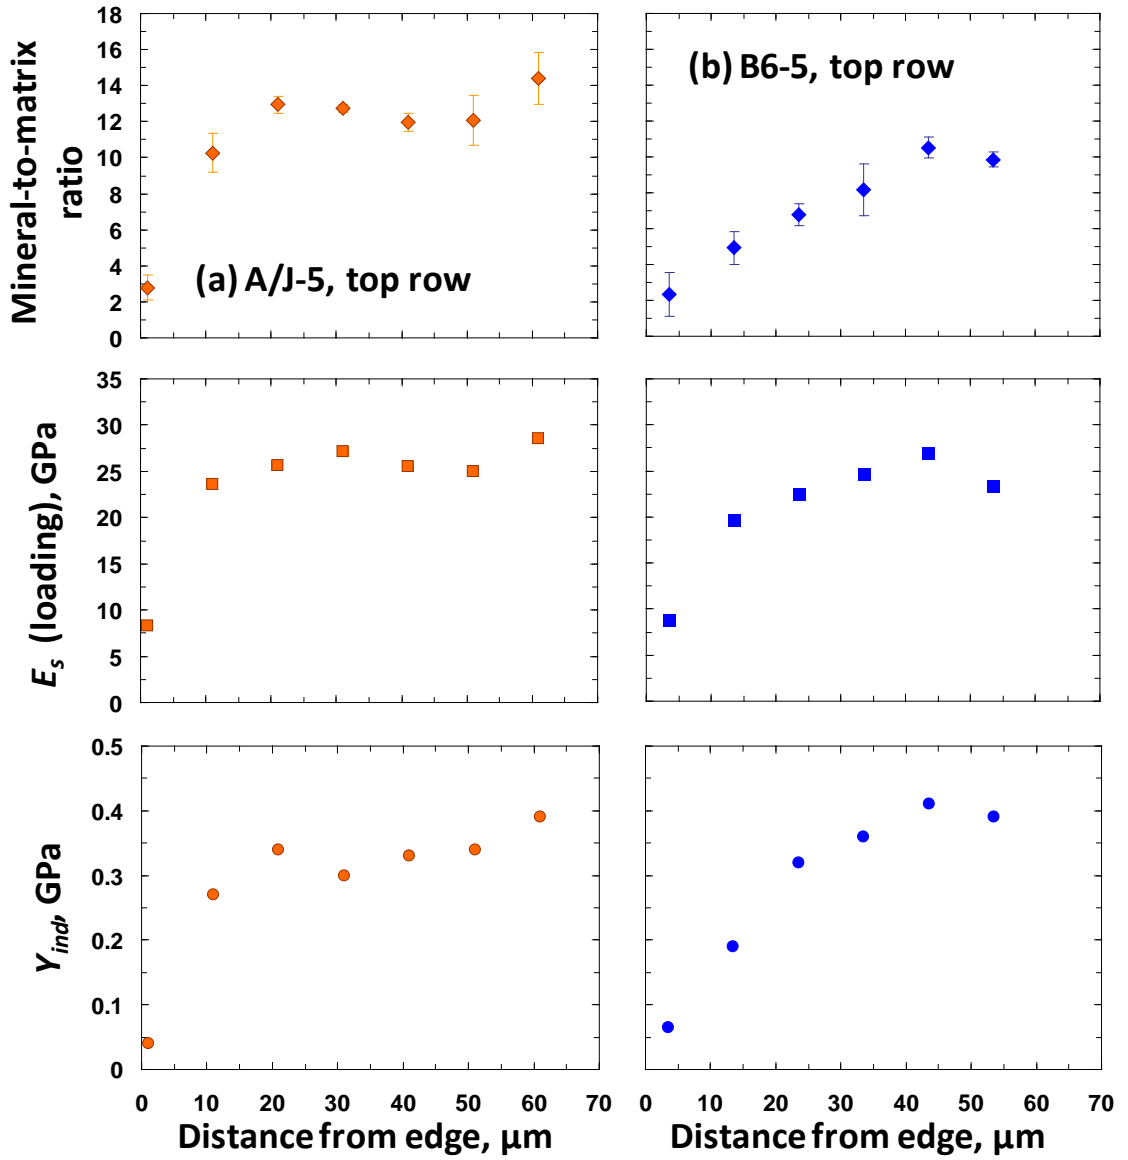 Mineral-to-matrix
ratio
18
16
14
12
10
8
6
4
2
0
(a) A/J-5, top row
(b) B6-5, top row
E_s (loading), GPa
35
30
25
20
15
10
5
0
Y_ind, GPa
0.5
0.4
0.3
0.2
0.1
0
0 10 20 30 40 50 60 70
0 10 20 30 40 50 60 70
Distance from edge, μm
Distance from edge, μm